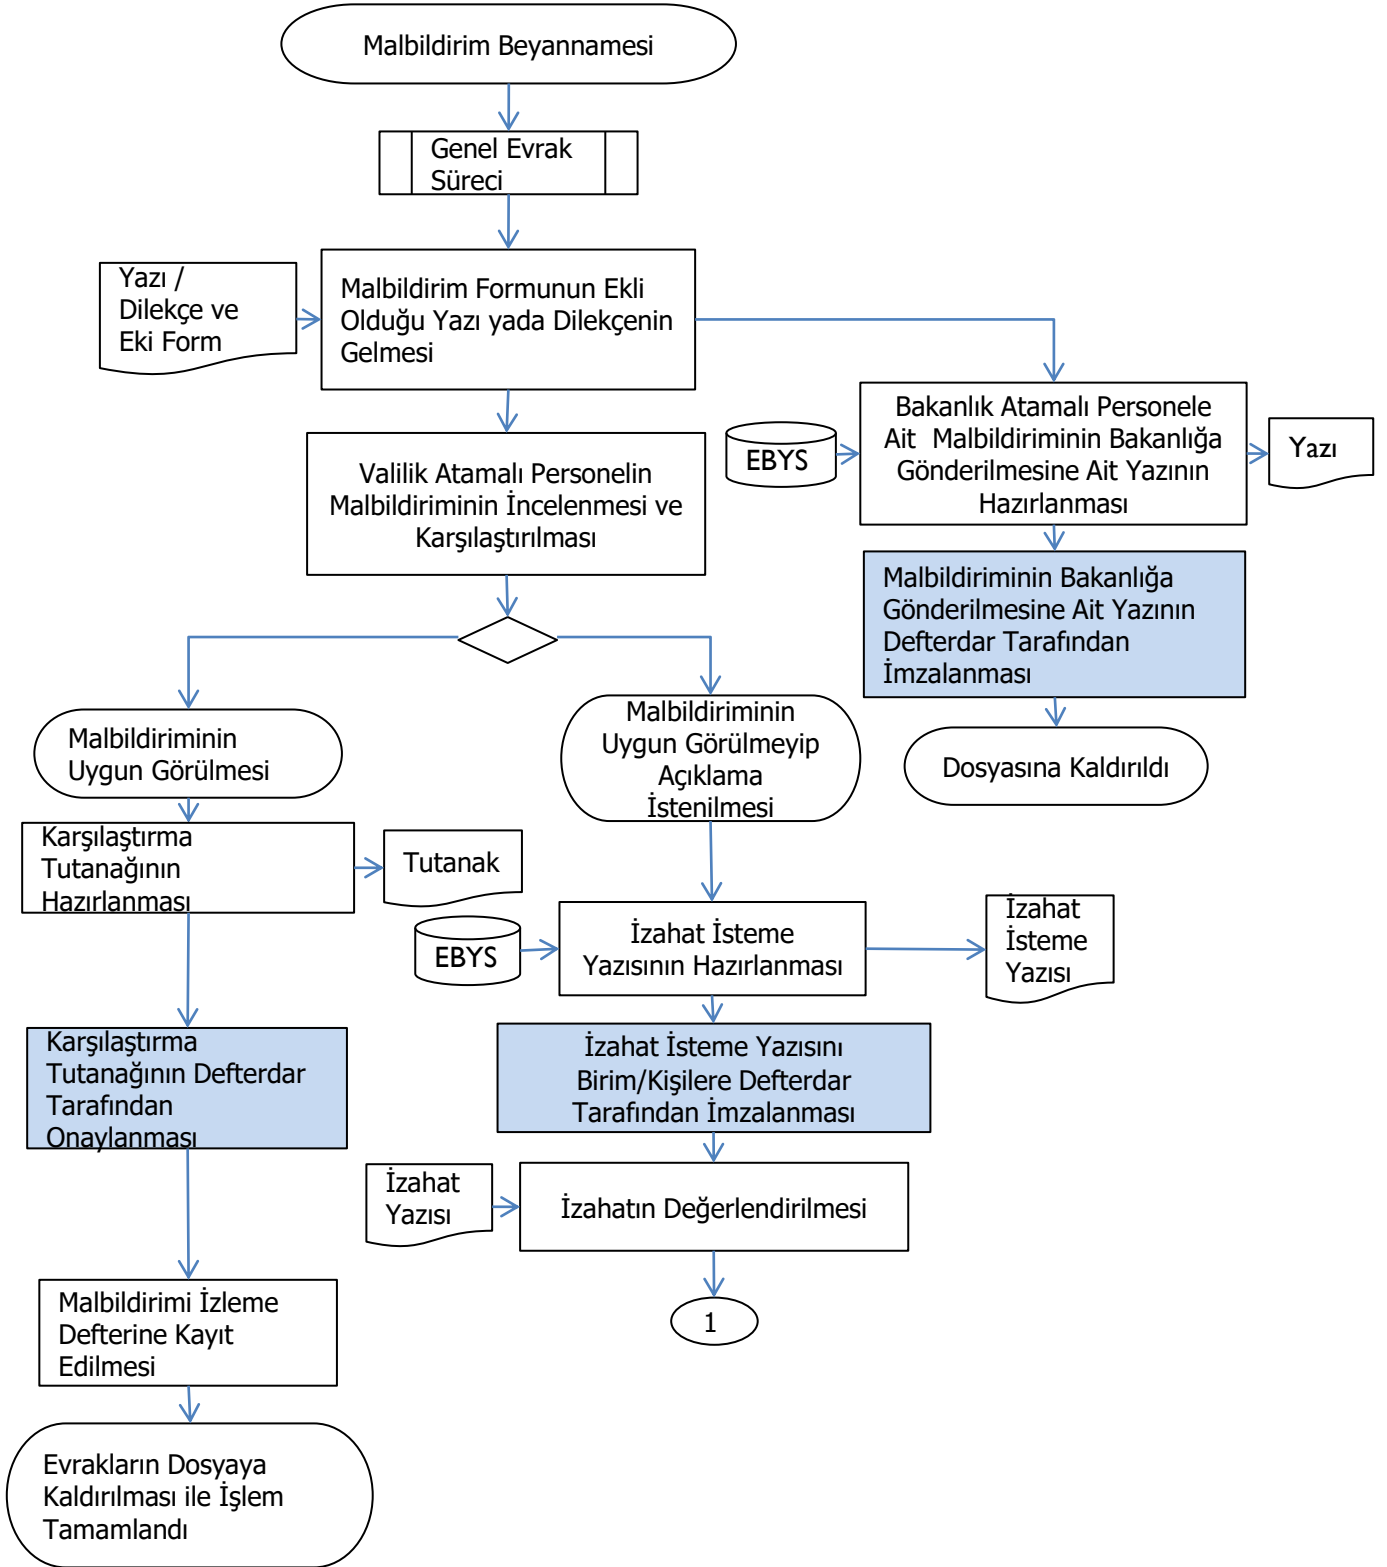 Malbildirim Beyannamesi
Genel Evrak
Süreci
Yazı /
Dilekçe ve
Eki Form
Malbildirim Formunun Ekli
Olduğu Yazı yada Dilekçenin
Gelmesi
Valilik Atamalı Personelin
Malbildiriminin İncelenmesi ve
Karşılaştırılması
EBYS
Bakanlık Atamalı Personele
Ait Malbildiriminin Bakanlığa
Gönderilmesine Ait Yazının
Hazırlanması
Yazı
Malbildiriminin Bakanlığa
Gönderilmesine Ait Yazının
Defterdar Tarafından
İmzalanması
Dosyasına Kaldırıldı
Malbildiriminin
Uygun Görülmesi
Malbildiriminin
Uygun Görülmeyip
Açıklama
İstenilmesi
Karşılaştırma
Tutanağının
Hazırlanması
Tutanak
EBYS
İzahat İsteme
Yazısının Hazırlanması
İzahat
İsteme
Yazısı
Karşılaştırma
Tutanağının Defterdar
Tarafından
Onaylanması
İzahat İsteme Yazısını
Birim/Kişilere Defterdar
Tarafından İmzalanması
İzahat
Yazısı
İzahatın Değerlendirilmesi
1
Malbildirimi İzleme
Defterine Kayıt
Edilmesi
Evrakların Dosyaya
Kaldırılması ile İşlem
Tamamlandı